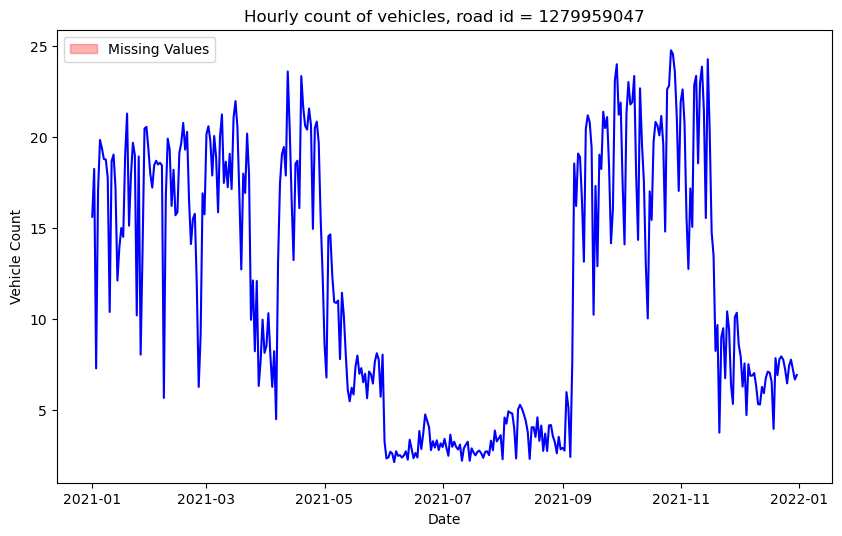 Hourly count of vehicles, road id = 1279959047
Missing Values
Vehicle Count
25
20
15
10
5
2021-01 2021-03 2021-05 2021-07 2021-09 2021-11 2022-01
Date